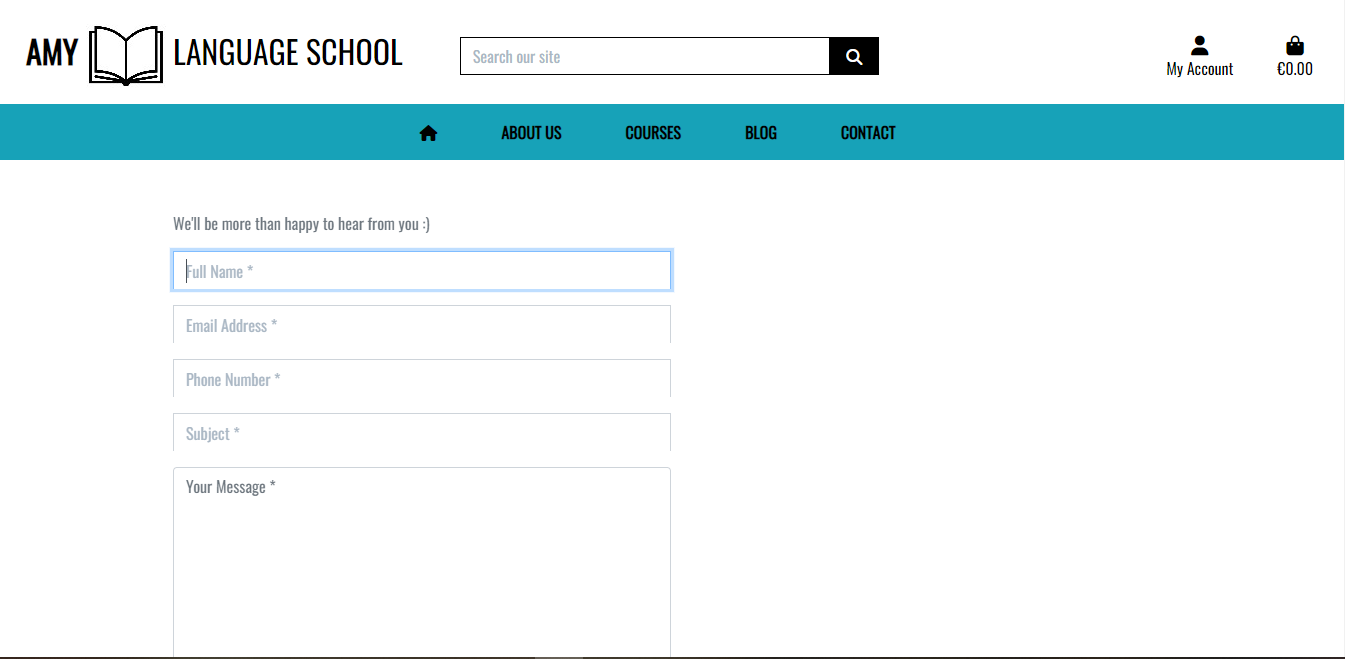 AMY LANGUAGE SCHOOL
Search our site
My Account
€0.00
ABOUT US COURSES BLOG CONTACT
We'll be more than happy to hear from you :)
Full Name *
Email Address *
Phone Number *
Subject *
Your Message *